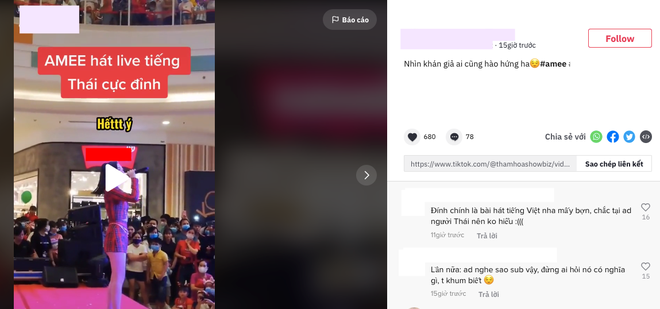 Báo cáo
AMEE hát live tiếng
Thái cực đỉnh
Hếttt ý
· 15giờ trước
Follow
Nhìn khán giả ai cũng hào hứng ha😏#amee
680
78
Chia sẻ với
https://www.tiktok.com/@thamhoashowbiz/vid...
Sao chép liên kết
Đính chính là bài hát tiếng Việt nha mấy bợn, chắc tại ad
người Thái nên ko hiểu :(((
11giờ trước Trả lời
16
Lần nữa: ad nghe sao sub vậy, đừng ai hỏi nó có nghĩa
gì, t khum biết 😏
15giờ trước Trả lời
15